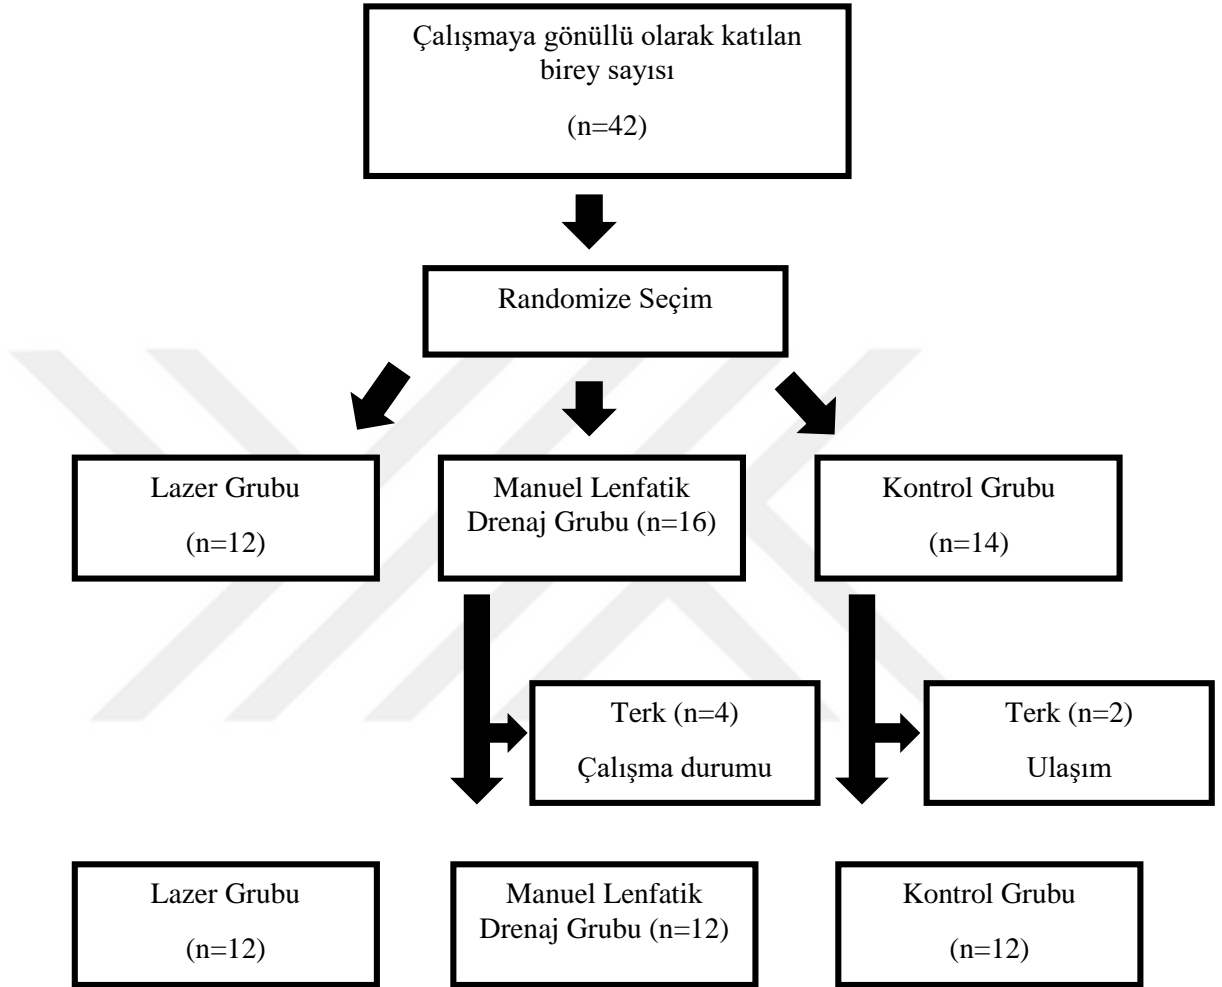 Çalışmaya gönüllü olarak katılan
birey sayısı
(n=42)
Randomize Seçim
Lazer Grubu
(n=12)
Manuel Lenfatik
Drenaj Grubu (n=16)
Kontrol Grubu
(n=14)
Terk (n=4)
Çalışma durumu
Terk (n=2)
Ulaşım
Lazer Grubu
(n=12)
Manuel Lenfatik
Drenaj Grubu (n=12)
Kontrol Grubu
(n=12)